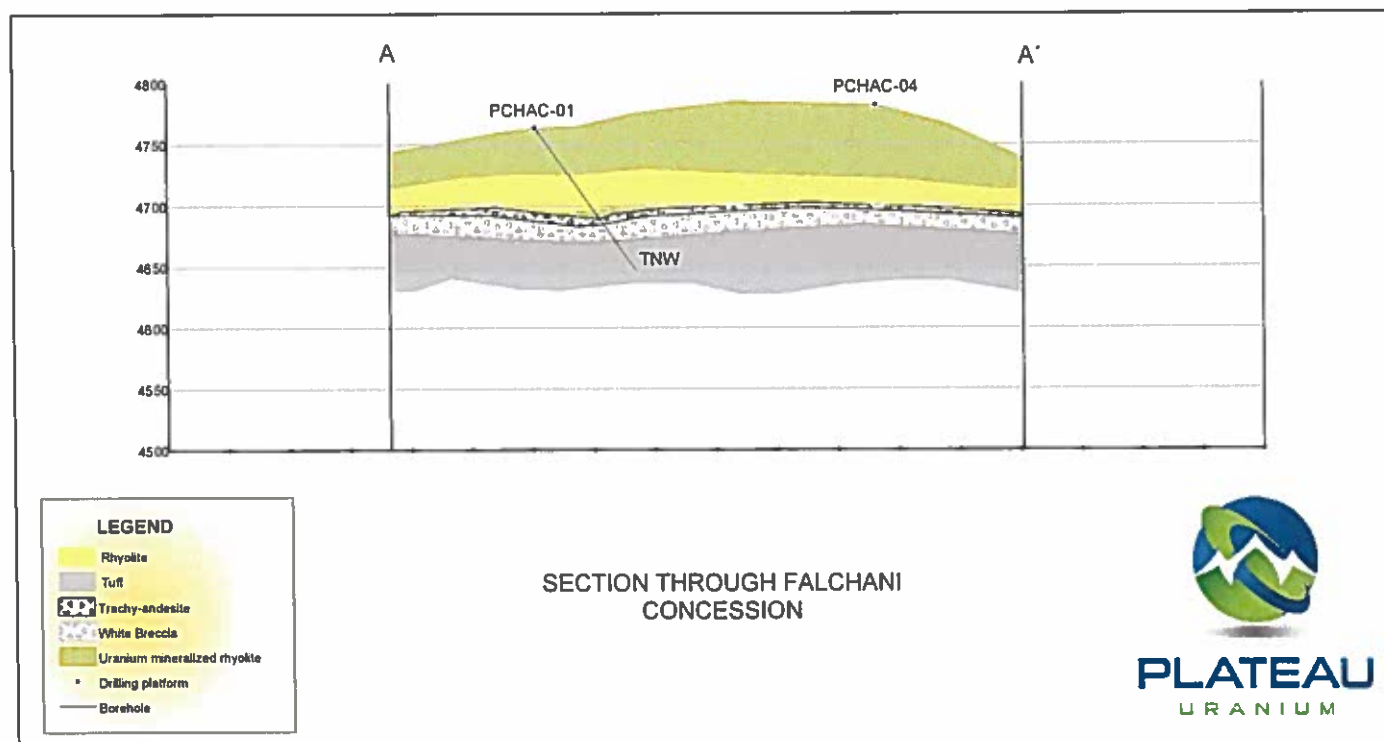 A
A´
4800
PCHAC-01
PCHAC-04
4750
4700
4650
TNW
4600
4550
4500
LEGEND
Rhyolite
Tuff
Trachy-andesite
White Breccia
Uranium mineralized rhyolite
Drilling platform
Borehole
SECTION THROUGH FALCHANI
CONCESSION
PLATEAU
URANIUM